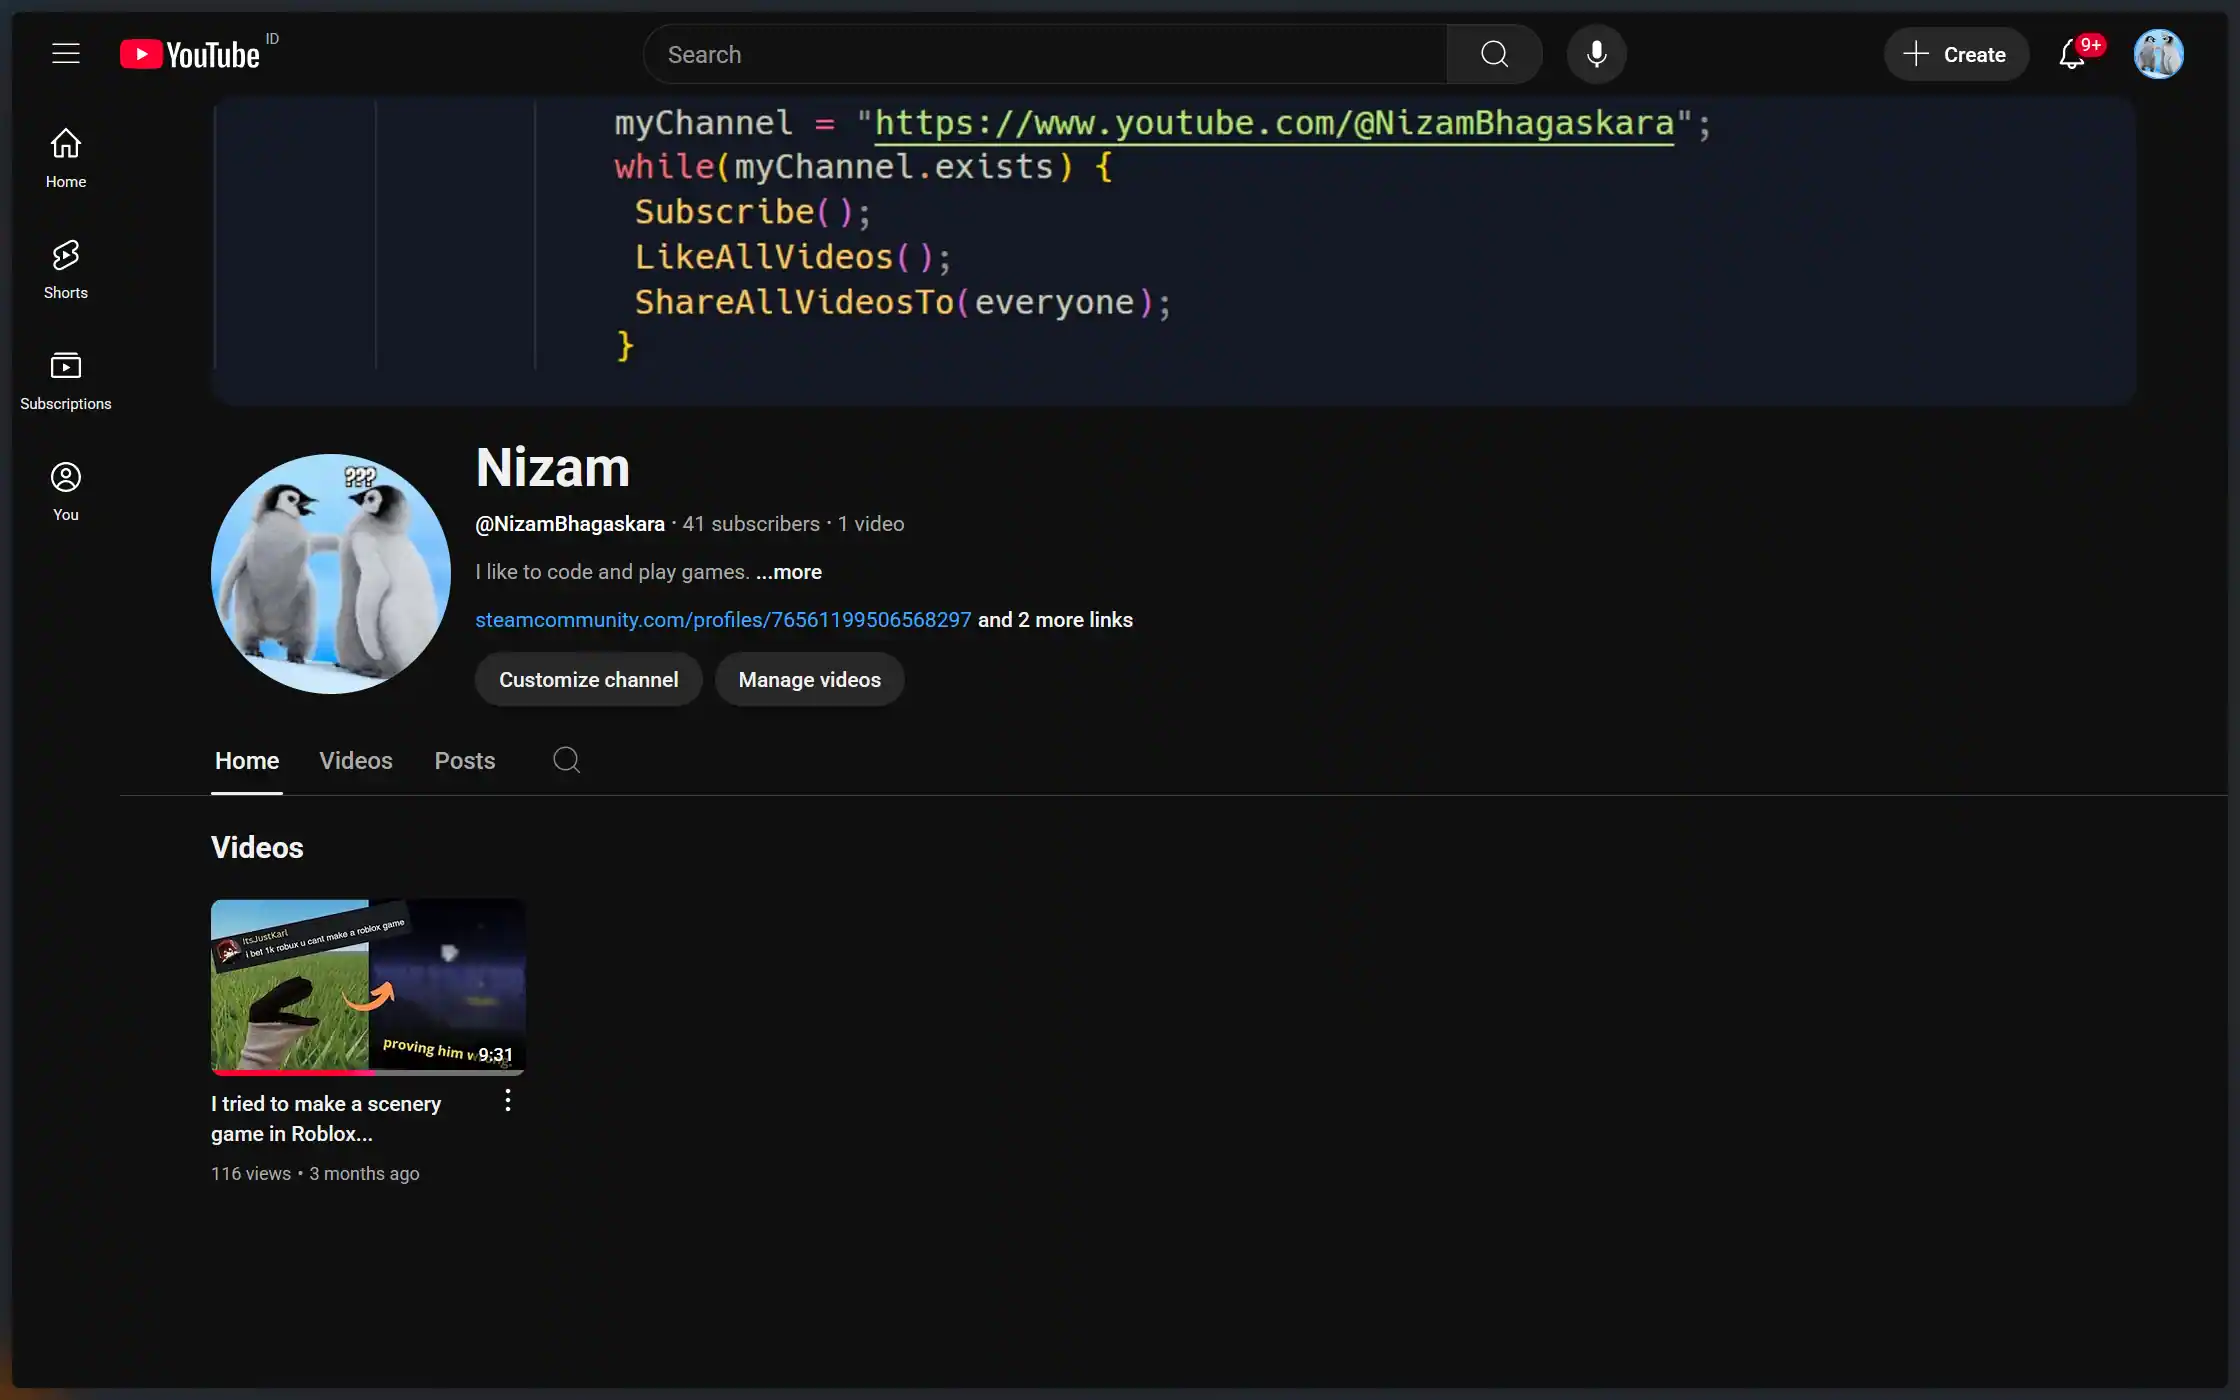 YouTube ID
Search
Create
9+
Home
Shorts
Subscriptions
You
myChannel = "https://www.youtube.com/@NizamBhagaskara";
while(myChannel.exists) {
Subscribe();
LikeAllVideos();
ShareAllVideosTo(everyone);
}
???
Nizam
@NizamBhagaskara · 41 subscribers · 1 video
I like to code and play games. ...more
steamcommunity.com/profiles/76561199506568297 and 2 more links
Customize channel
Manage videos
Home Videos Posts
Videos
ItsJustKarl
i bet 1k robux u cant make a roblox game
proving him wrong.
9:31
I tried to make a scenery
game in Roblox...
116 views • 3 months ago